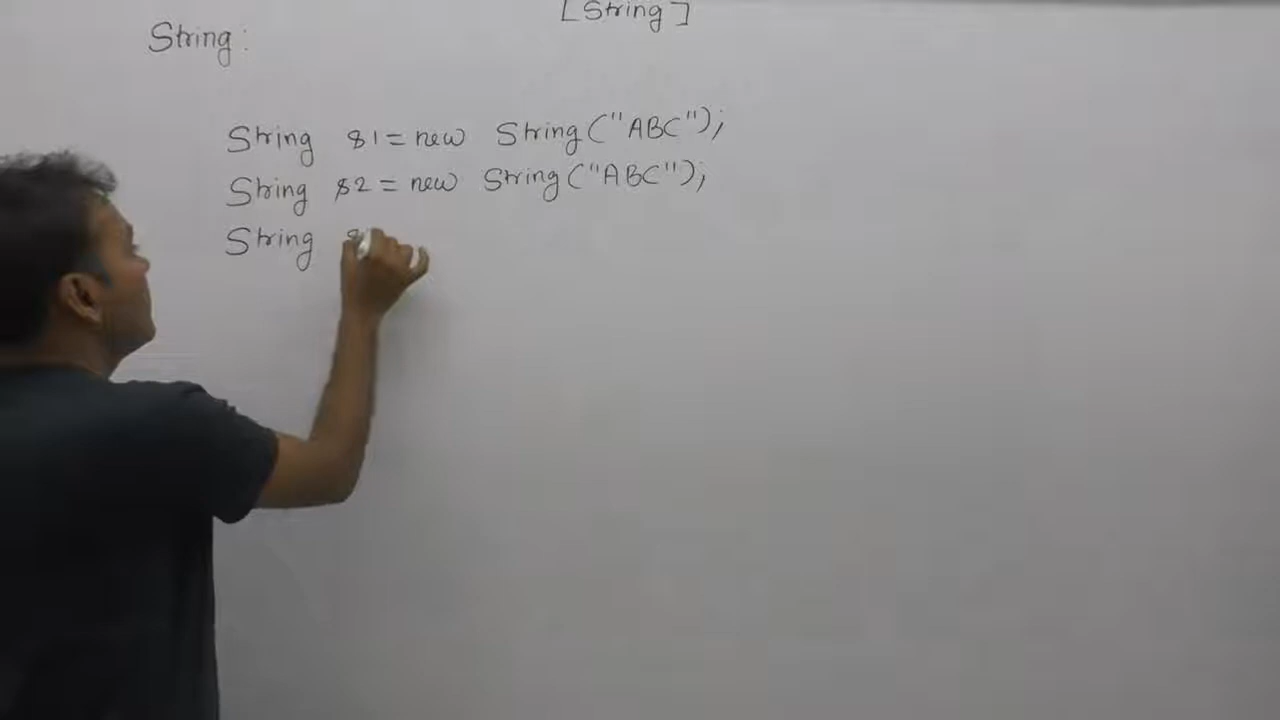 [String]
String:
String s1 = new String("ABC");
String s2 = new String("ABC");
String s